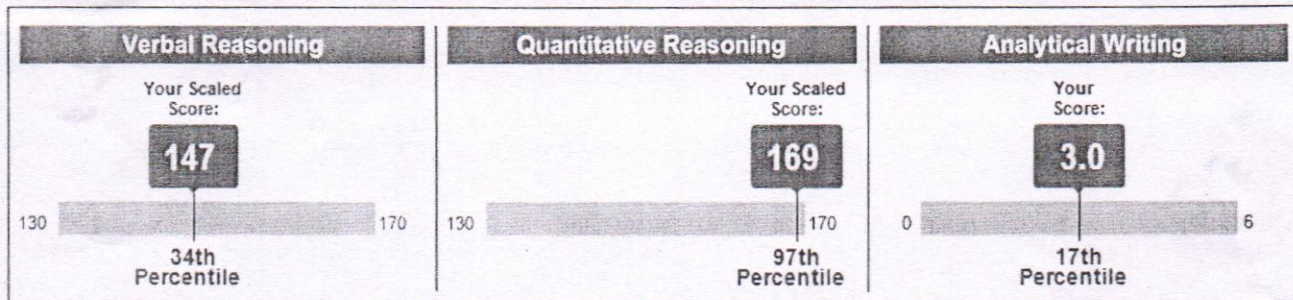 Verbal Reasoning
Your Scaled
Score:
147
130
170
34th
Percentile
Quantitative Reasoning
Your Scaled
Score:
169
130
170
97th
Percentile
Analytical Writing
Your
Score:
3.0
0
6
17th
Percentile